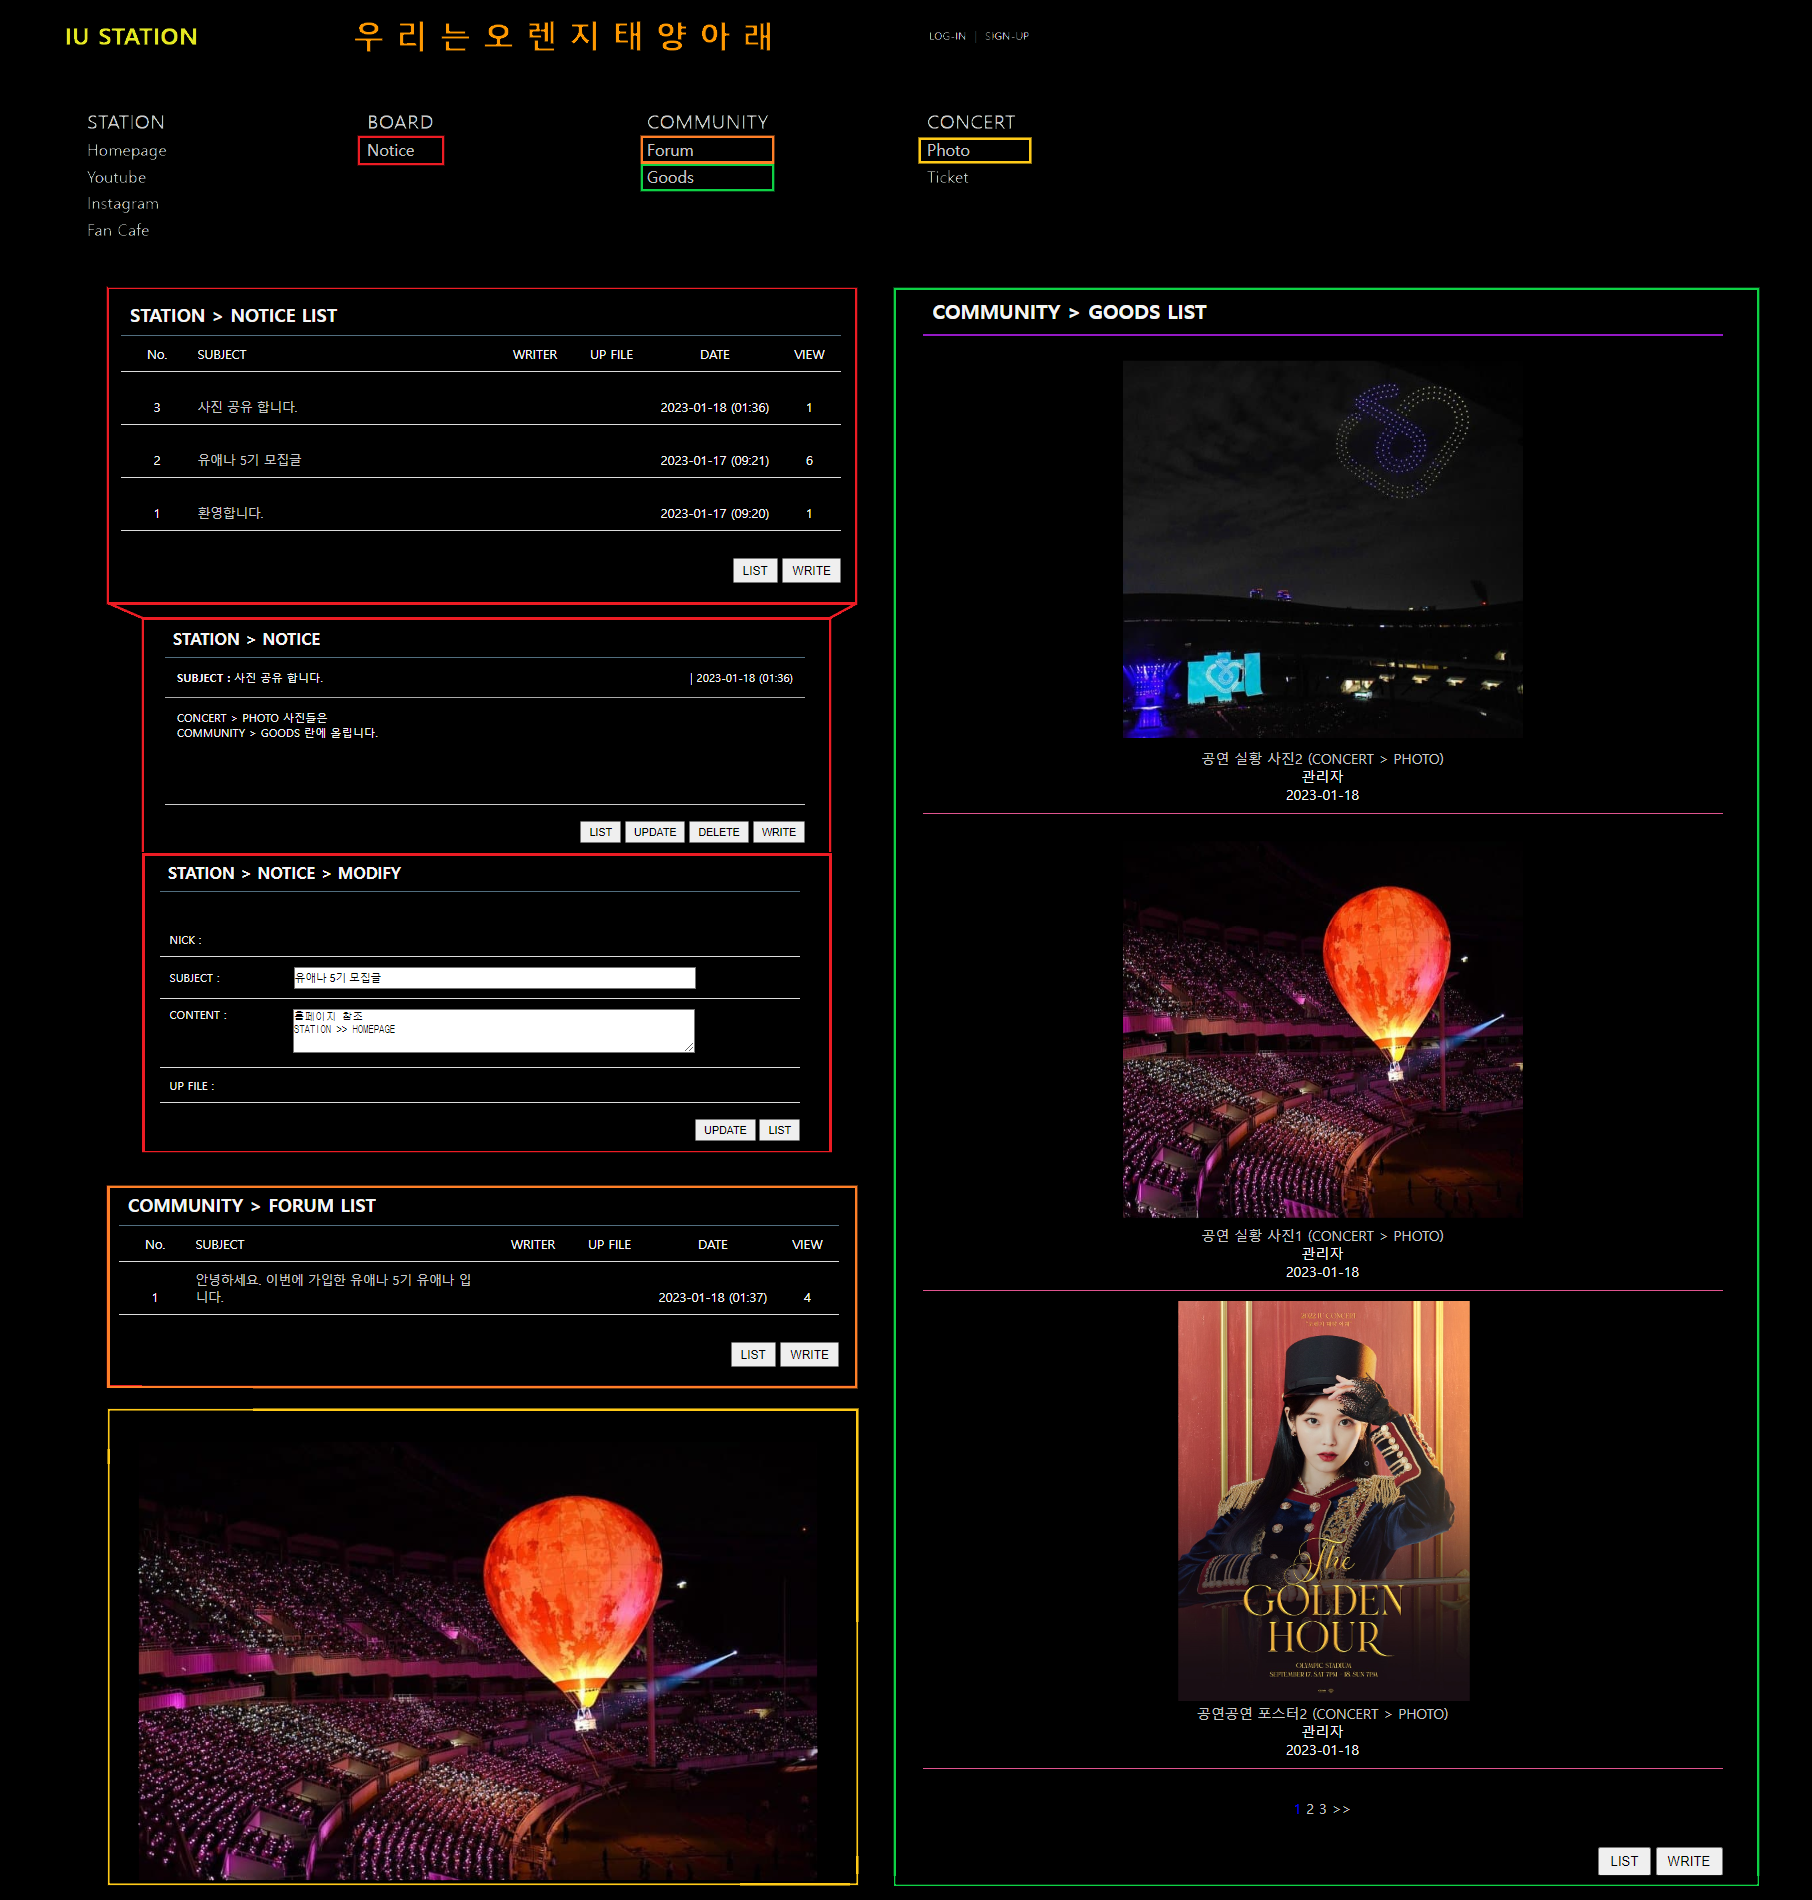 IU STATION
우리는오렌지태양아래
LOG-IN | SIGN-UP
STATION
Homepage
Youtube
Instagram
Fan Cafe
BOARD
Notice
COMMUNITY
Forum
Goods
CONCERT
Photo
Ticket
STATION > NOTICE LIST
No. SUBJECT WRITER UP FILE DATE VIEW
3 사진 공유 합니다. 2023-01-18 (01:36) 1
2 유애나 5기 모집글 2023-01-17 (09:21) 6
1 환영합니다. 2023-01-17 (09:20) 1
LIST WRITE
STATION > NOTICE
SUBJECT : 사진 공유 합니다. | 2023-01-18 (01:36)
CONCERT > PHOTO 사진들은
COMMUNITY > GOODS 란에 올립니다.
LIST UPDATE DELETE WRITE
STATION > NOTICE > MODIFY
NICK :
SUBJECT : 유애나 5기 모집글
CONTENT : 홈페이지 참조
STATION >> HOMEPAGE
UP FILE :
UPDATE LIST
COMMUNITY > FORUM LIST
No. SUBJECT WRITER UP FILE DATE VIEW
안녕하세요. 이번에 가입한 유애나 5기 유애나 입
1 니다. 2023-01-18 (01:37) 4
LIST WRITE
COMMUNITY > GOODS LIST
공연 실황 사진2 (CONCERT > PHOTO)
관리자
2023-01-18
공연 실황 사진1 (CONCERT > PHOTO)
관리자
2023-01-18
The
GOLDEN
HOUR
OLYMPIC STADIUM
SEPTEMBER 17. SAT 7PM - 18. SUN 7PM
공연공연 포스터2 (CONCERT > PHOTO)
관리자
2023-01-18
1 2 3 >>
LIST WRITE